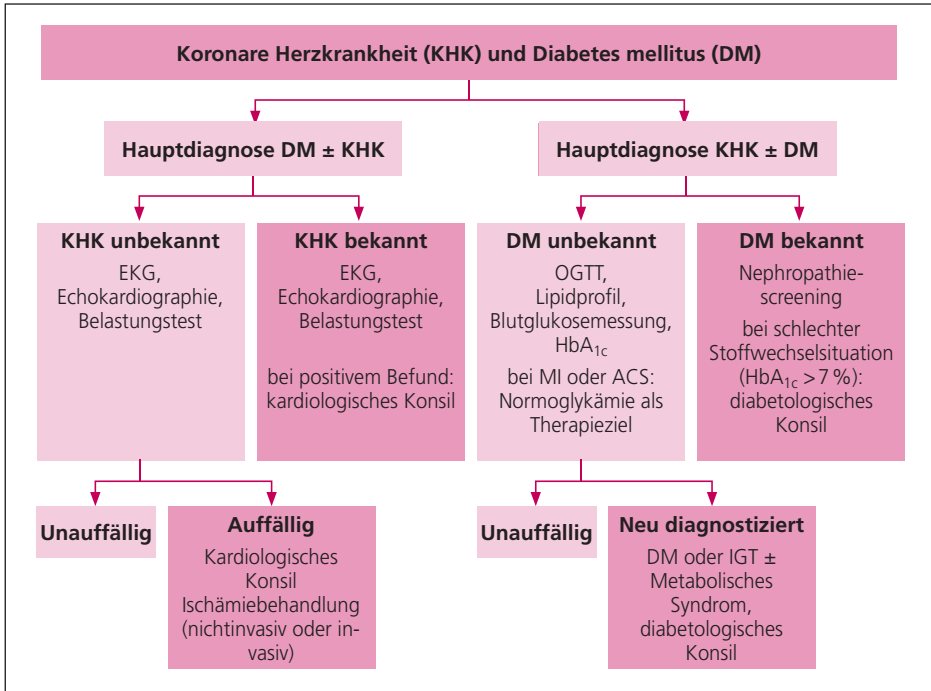 Koronare Herzkrankheit (KHK) und Diabetes mellitus (DM)
Hauptdiagnose DM ± KHK
Hauptdiagnose KHK ± DM
KHK unbekannt
EKG,
Echokardiographie,
Belastungstest
KHK bekannt
EKG,
Echokardiographie,
Belastungstest
bei positivem Befund:
kardiologisches Konsil
DM unbekannt
OGTT,
Lipidprofil,
Blutglukosemessung,
HbA1c
bei MI oder ACS:
Normoglykämie als
Therapieziel
DM bekannt
Nephropathie-
screening
bei schlechter
Stoffwechselsituation
(HbA1c >7 %):
diabetologisches
Konsil
Unauffällig
Auffällig
Kardiologisches
Konsil
Ischämiebehandlung
(nichtinvasiv oder in-
vasiv)
Unauffällig
Neu diagnostiziert
DM oder IGT ±
Metabolisches
Syndrom,
diabetologisches
Konsil